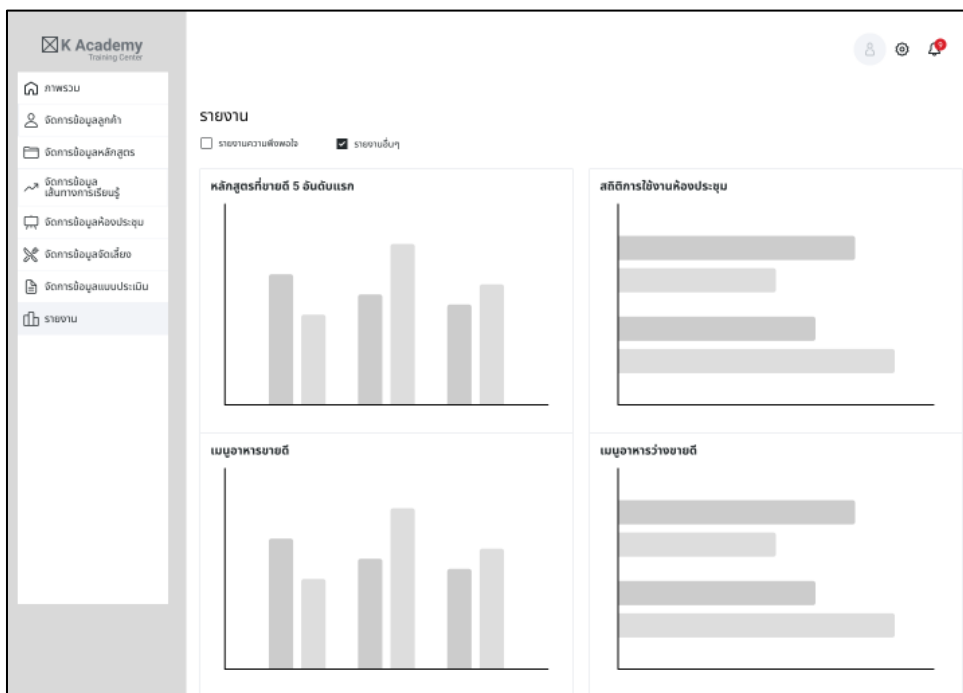 K Academy
Training Center
ภาพรวม
จัดการข้อมูลลูกค้า
จัดการข้อมูลหลักสูตร
จัดการข้อมูล
เส้นทางการเรียนรู้
จัดการข้อมูลห้องประชุม
จัดการข้อมูลจัดเลี้ยง
จัดการข้อมูลแบบประเมิน
รายงาน
รายงาน
รายงานความพึงพอใจ
รายงานอื่นๆ
หลักสูตรที่ขายดี 5 อันดับแรก
สถิติการใช้งานห้องประชุม
เมนูอาหารขายดี
เมนูอาหารว่างขายดี